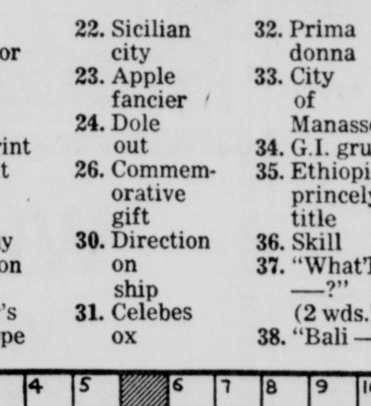 or
rint
t
y
on
's
pe
22. Sicilian
city
23. Apple
fancier
24. Dole
out
26. Commem-
orative
gift
30. Direction
on
ship
31. Celebes
ox
32. Prima
donna
33. City
of
Manass
34. G.I. gru
35. Ethiopi
princely
title
36. Skill
37. "What'
—?"
(2 wds.
38. "Bali —
4 5 6 7 8 9